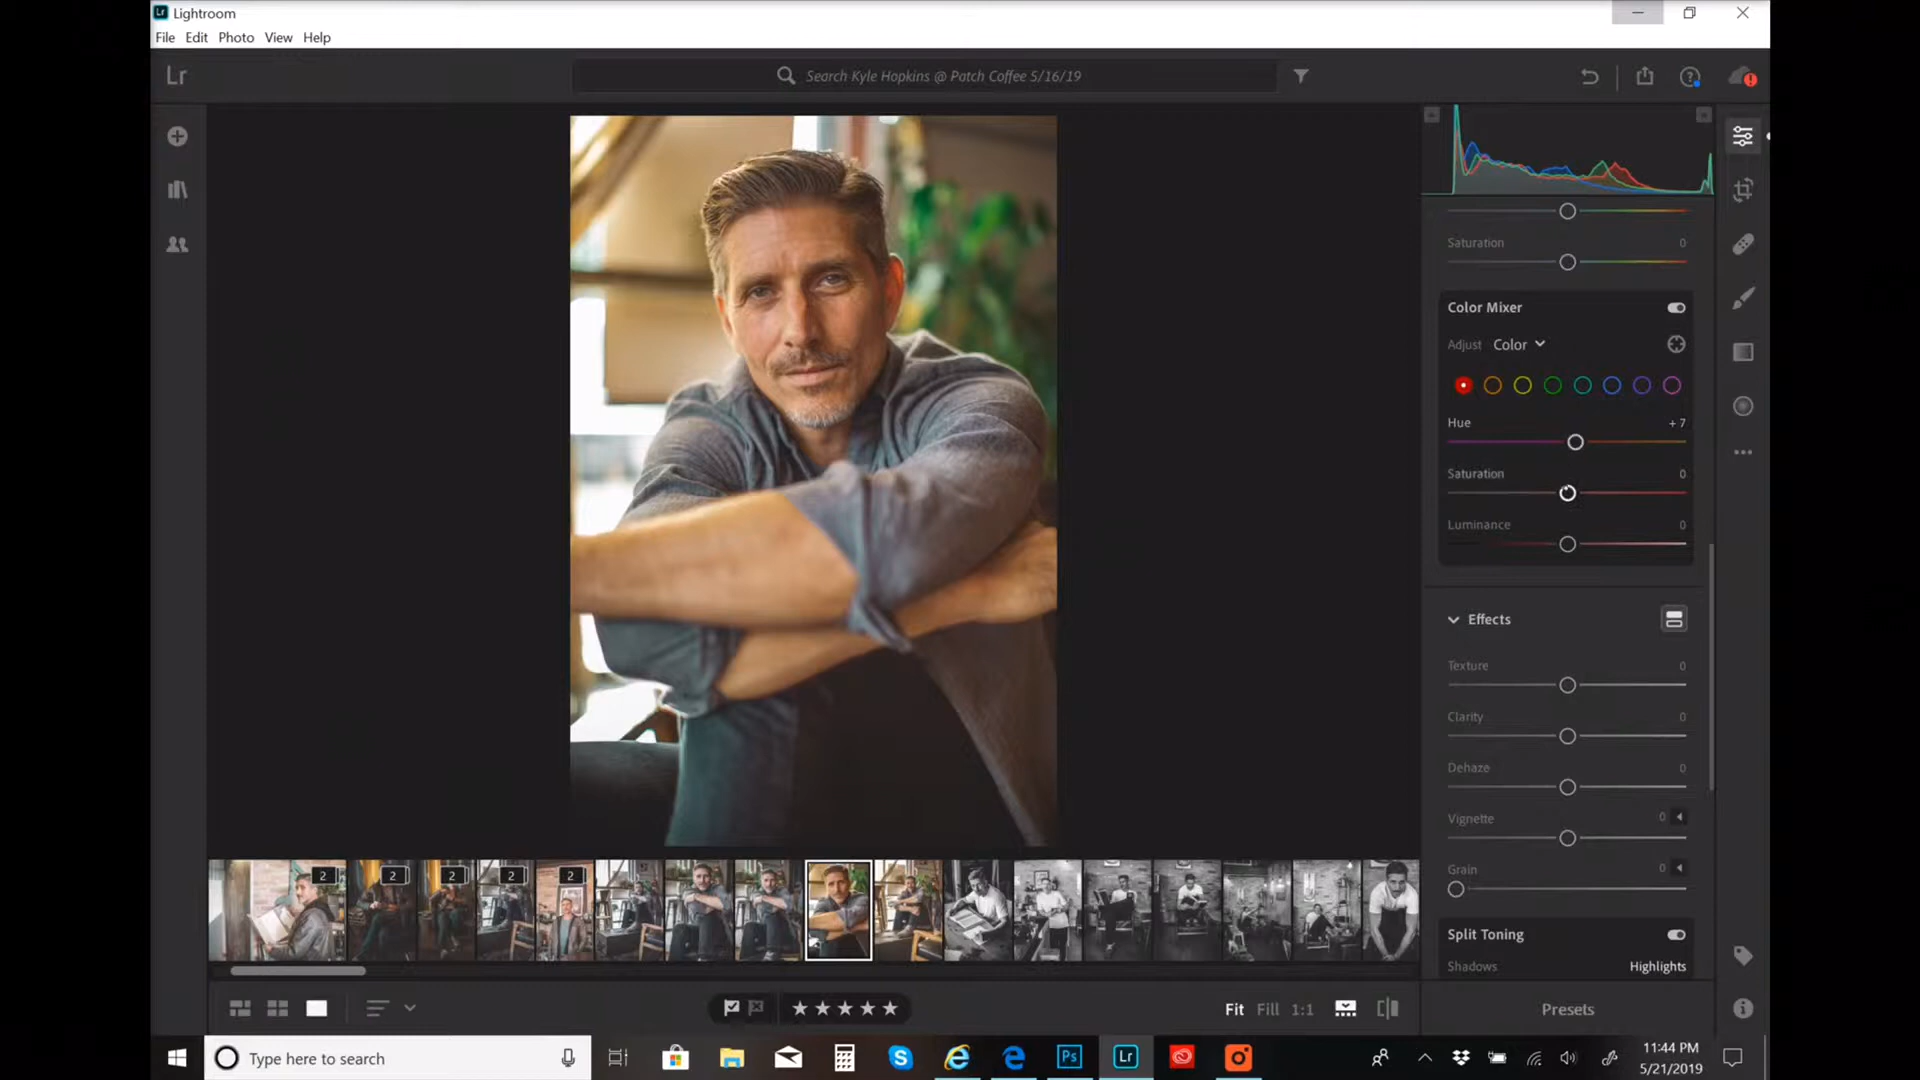 Lightroom
File Edit Photo View Help
Lr
Search Kyle Hopkins @ Patch Coffee 5/16/19
Saturation 0
Color Mixer
Adjust Color
Hue + 7
Saturation 0
Luminance 0
Effects
Texture 0
Clarity 0
Dehaze 0
Vignette 0
Grain 0
2 2 2 2 2
Split Toning
Shadows Highlights
Fit Fill 1:1
Presets
Type here to search
Ps Lr
11:44 PM
5/21/2019